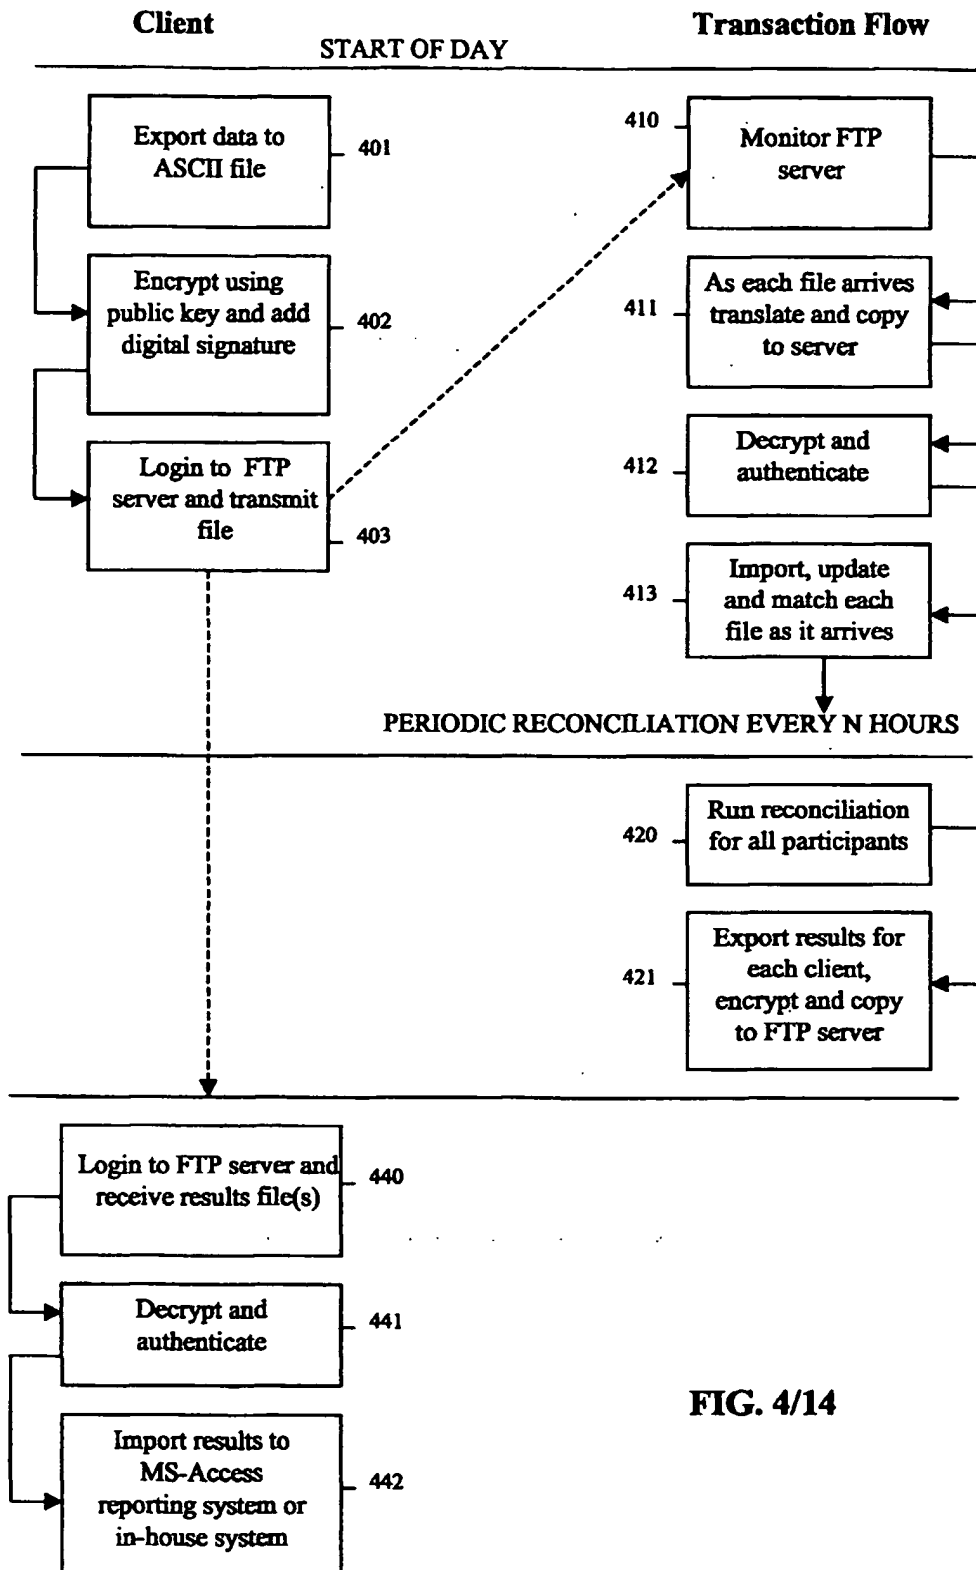 Client
Transaction Flow
START OF DAY
Export data to
ASCII file
401
Encrypt using
public key and add
digital signature
402
Login to FTP
server and transmit
file
403
410
Monitor FTP
server
411
As each file arrives
translate and copy
to server
412
Decrypt and
authenticate
413
Import, update
and match each
file as it arrives
PERIODIC RECONCILIATION EVERY N HOURS
420
Run reconciliation
for all participants
421
Export results for
each client,
encrypt and copy
to FTP server
Login to FTP server and
receive results file(s)
440
Decrypt and
authenticate
441
Import results to
MS-Access
reporting system or
in-house system
442
FIG. 4/14